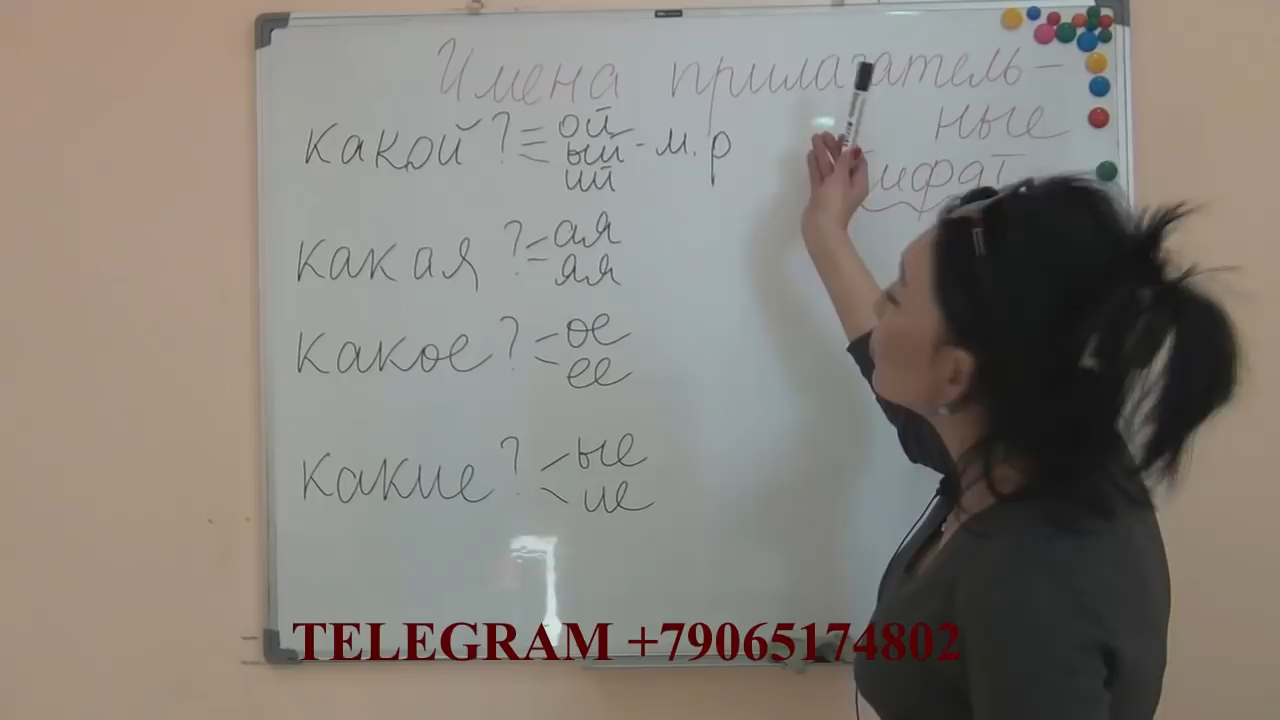 Имена прилагатель-
ные
какой? = ой
ый - м.р
ий
какая? = ая
яя
какое? - ое
ее
какие? - ые
ие
TELEGRAM +79065174802